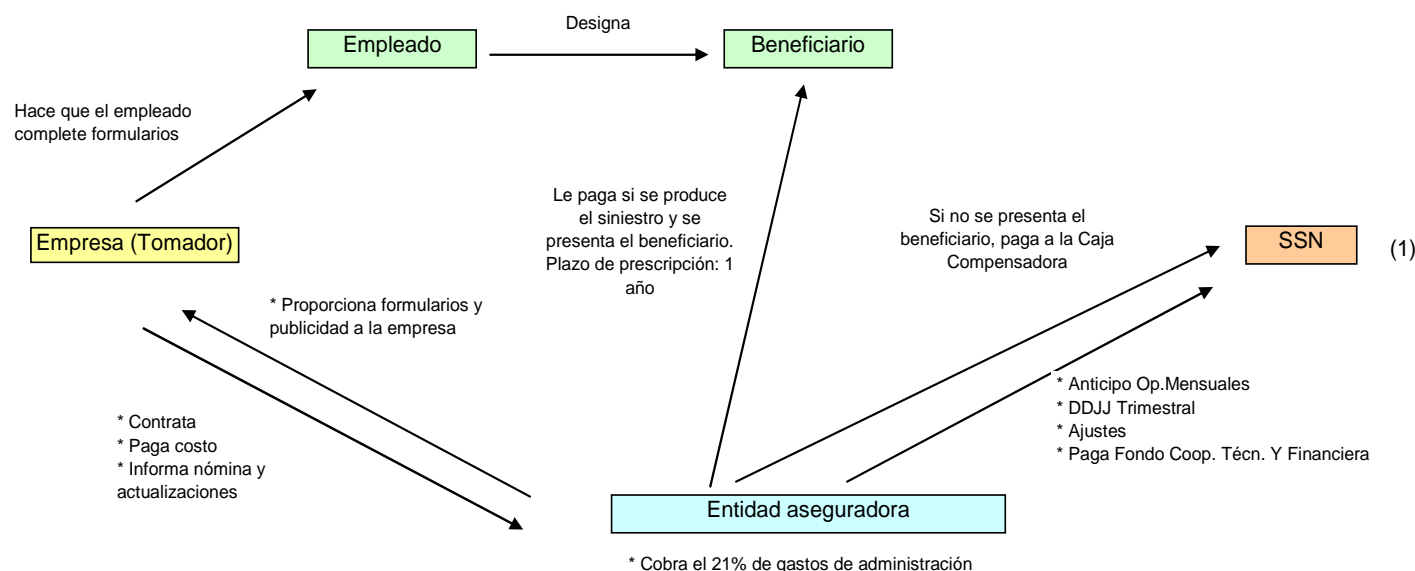 Designa
Empleado
Beneficiario
Hace que el empleado
complete formularios
Le paga si se produce
el siniestro y se
presenta el beneficiario.
Plazo de prescripción: 1
año
Si no se presenta el
beneficiario, paga a la Caja
Compensadora
Empresa (Tomador)
SSN
(1)
* Proporciona formularios y
publicidad a la empresa
* Contrata
* Paga costo
* Informa nómina y
actualizaciones
* Anticipo Op.Mensuales
* DDJJ Trimestral
* Ajustes
* Paga Fondo Coop. Técn. Y Financiera
Entidad aseguradora
* Cobra el 21% de gastos de administración